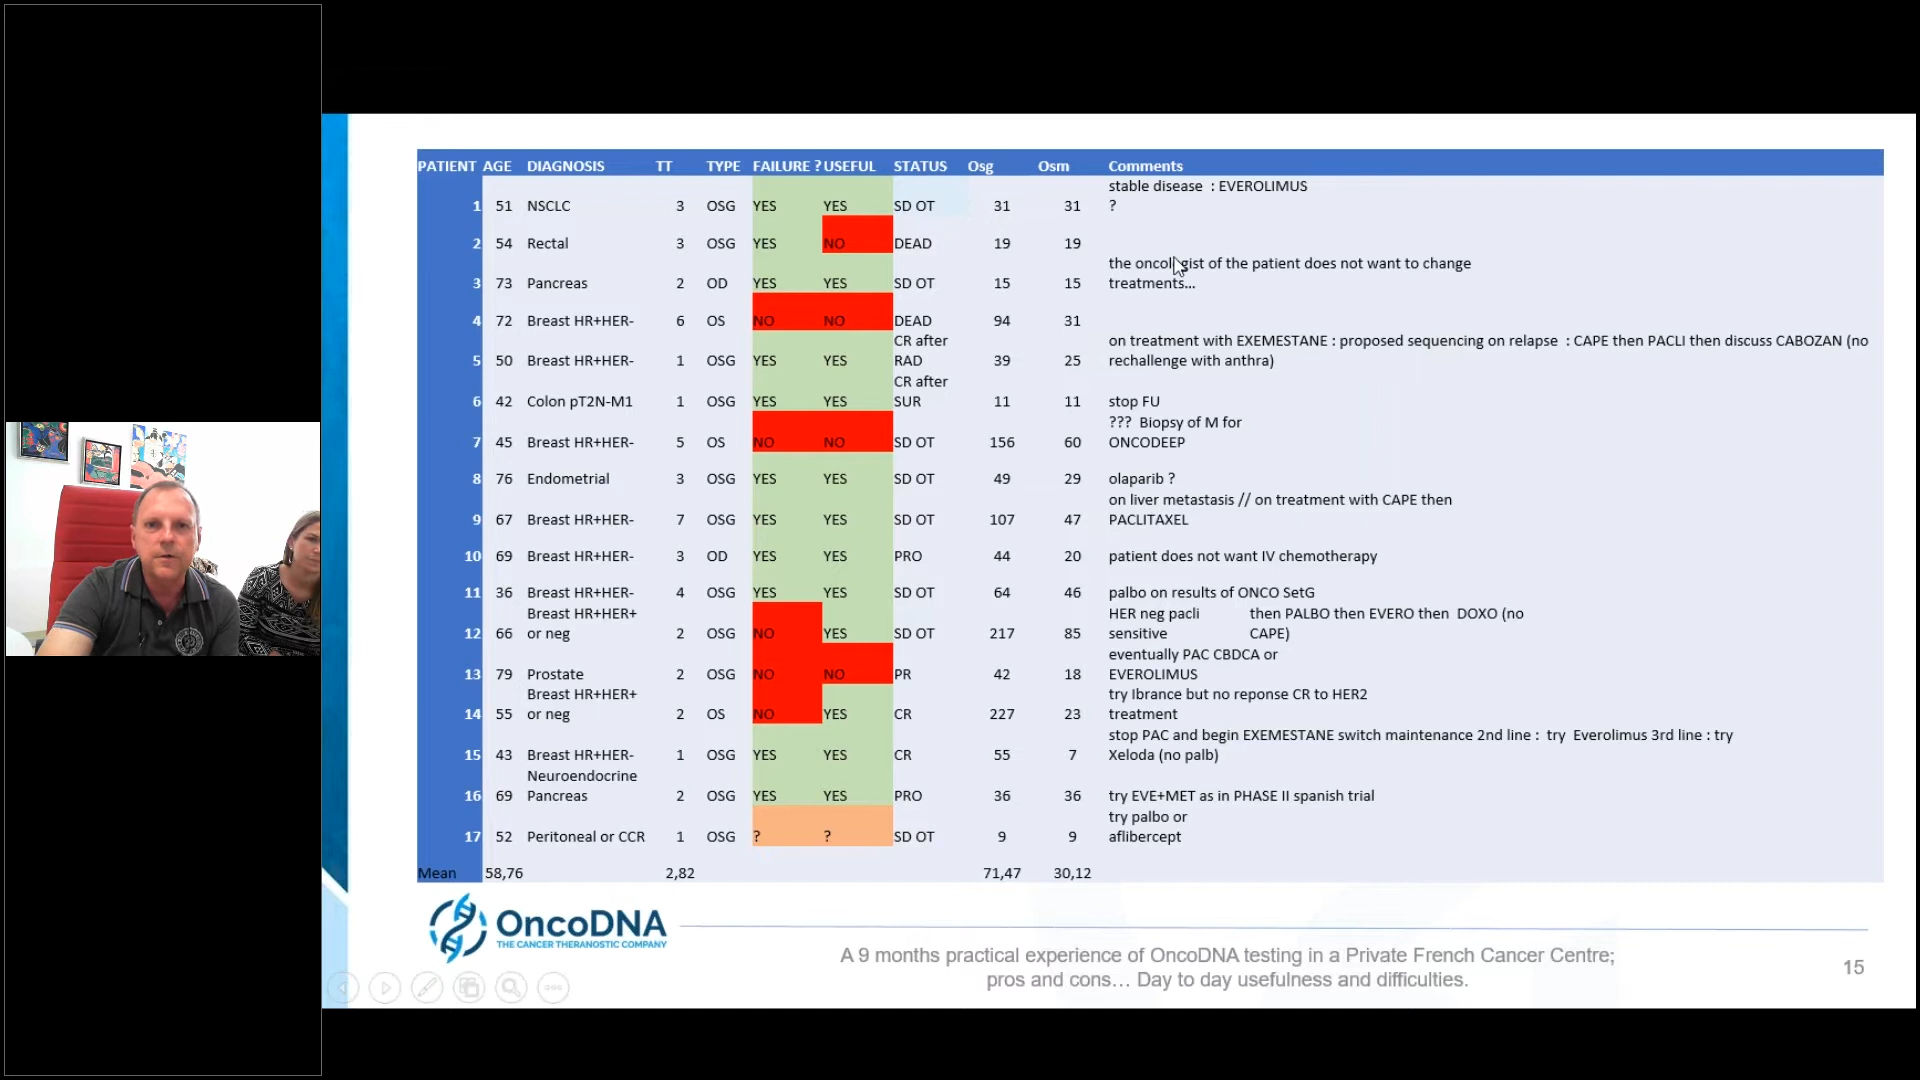 PATIENT AGE DIAGNOSIS TT TYPE FAILURE ? USEFUL STATUS Osg Osm Comments
stable disease : EVEROLIMUS
1 51 NSCLC 3 OSG YES YES SD OT 31 31 ?
2 54 Rectal 3 OSG YES NO DEAD 19 19
the oncologist of the patient does not want to change
3 73 Pancreas 2 OD YES YES SD OT 15 15 treatments...
4 72 Breast HR+HER- 6 OS NO NO DEAD 94 31
CR after on treatment with EXEMESTANE : proposed sequencing on relapse : CAPE then PACLI then discuss CABOZAN (no
5 50 Breast HR+HER- 1 OSG YES YES RAD 39 25 rechallenge with anthra)
CR after
6 42 Colon pT2N-M1 1 OSG YES YES SUR 11 11 stop FU
??? Biopsy of M for
7 45 Breast HR+HER- 5 OS NO NO SD OT 156 60 ONCODEEP
8 76 Endometrial 3 OSG YES YES SD OT 49 29 olaparib ?
on liver metastasis // on treatment with CAPE then
9 67 Breast HR+HER- 7 OSG YES YES SD OT 107 47 PACLITAXEL
10 69 Breast HR+HER- 3 OD YES YES PRO 44 20 patient does not want IV chemotherapy
11 36 Breast HR+HER- 4 OSG YES YES SD OT 64 46 palbo on results of ONCO SetG
Breast HR+HER+ HER neg pacli then PALBO then EVERO then DOXO (no
12 66 or neg 2 OSG NO YES SD OT 217 85 sensitive CAPE)
eventually PAC CBDCA or
13 79 Prostate 2 OSG NO NO PR 42 18 EVEROLIMUS
Breast HR+HER+ try Ibrance but no reponse CR to HER2
14 55 or neg 2 OS NO YES CR 227 23 treatment
stop PAC and begin EXEMESTANE switch maintenance 2nd line : try Everolimus 3rd line : try
15 43 Breast HR+HER- 1 OSG YES YES CR 55 7 Xeloda (no palb)
Neuroendocrine
16 69 Pancreas 2 OSG YES YES PRO 36 36 try EVE+MET as in PHASE II spanish trial
try palbo or
17 52 Peritoneal or CCR 1 OSG ? ? SD OT 9 9 aflibercept
Mean 58,76 2,82 71,47 30,12
OncoDNA
THE CANCER THERANOSTIC COMPANY
A 9 months practical experience of OncoDNA testing in a Private French Cancer Centre;
pros and cons... Day to day usefulness and difficulties.
15